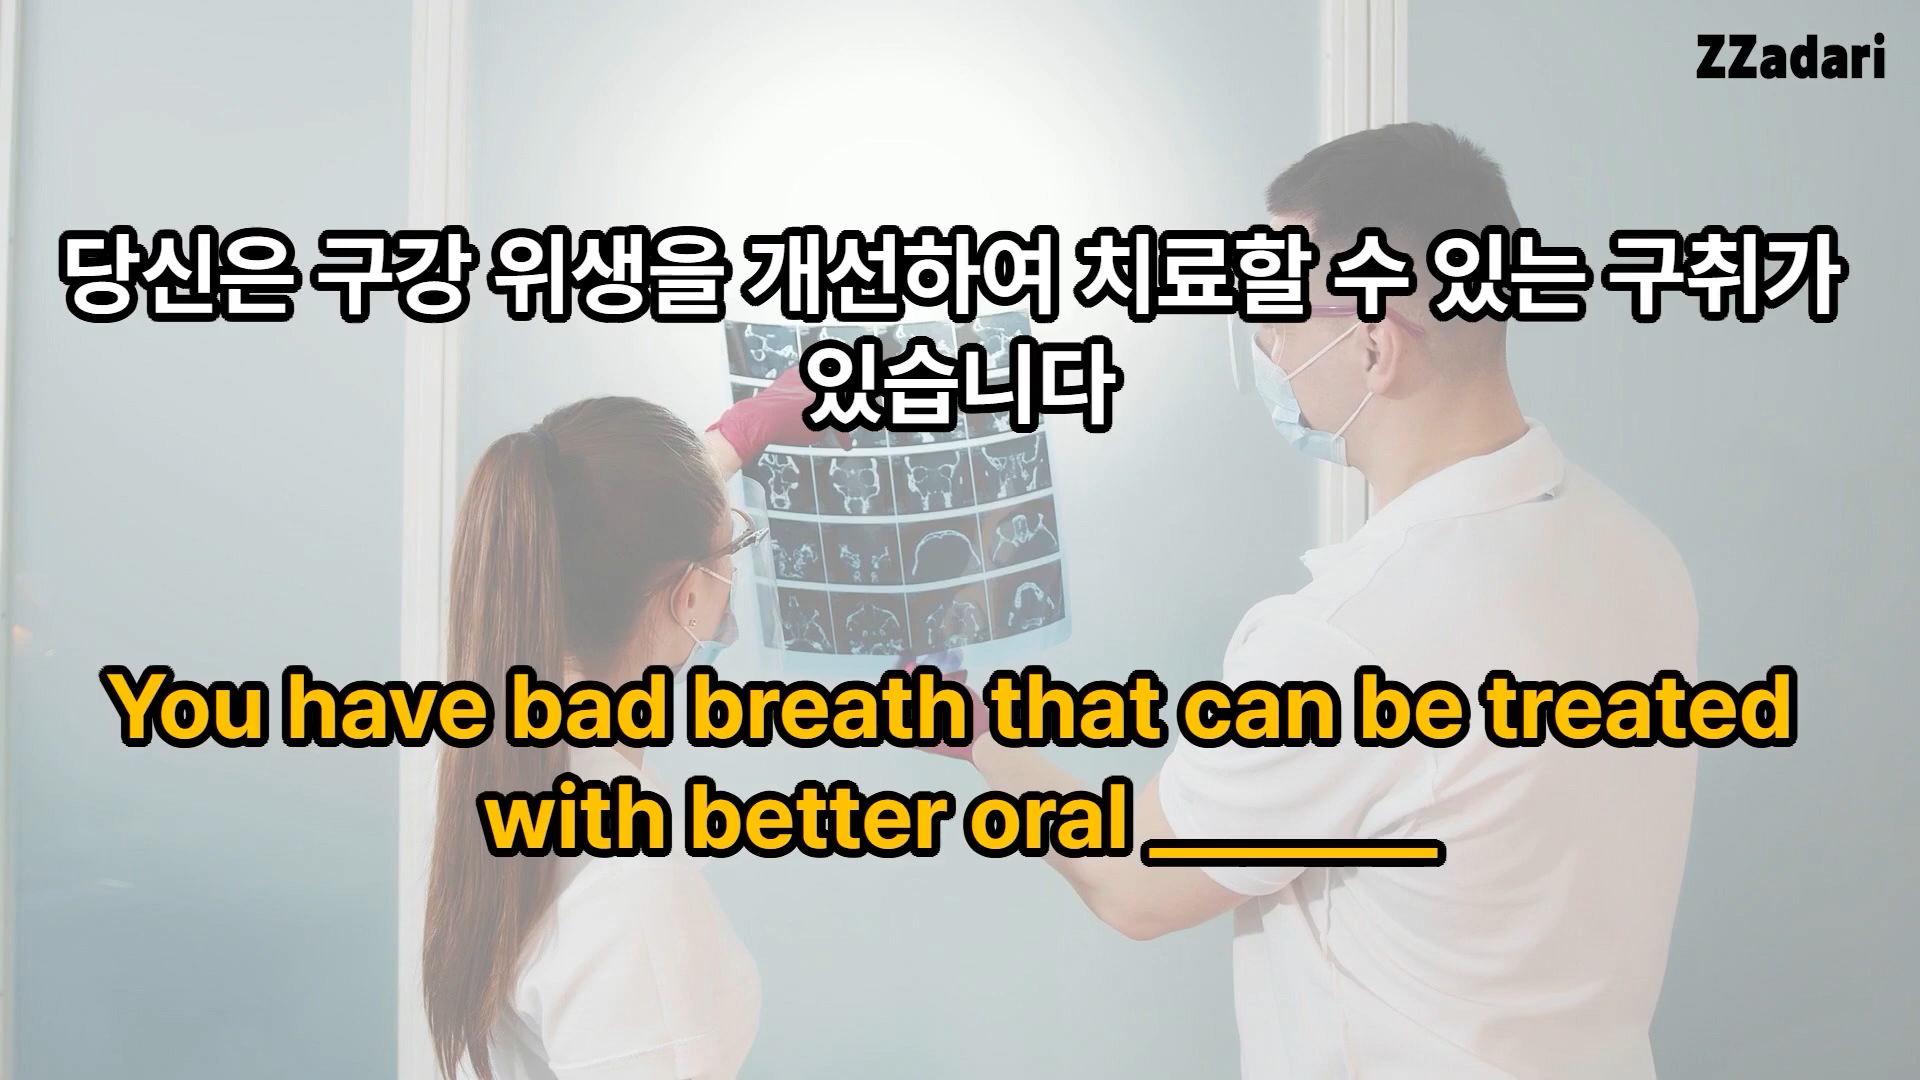 ZZadari
당신은 구강 위생을 개선하여 치료할 수 있는 구취가
있습니다
You have bad breath that can be treated
with better oral ______